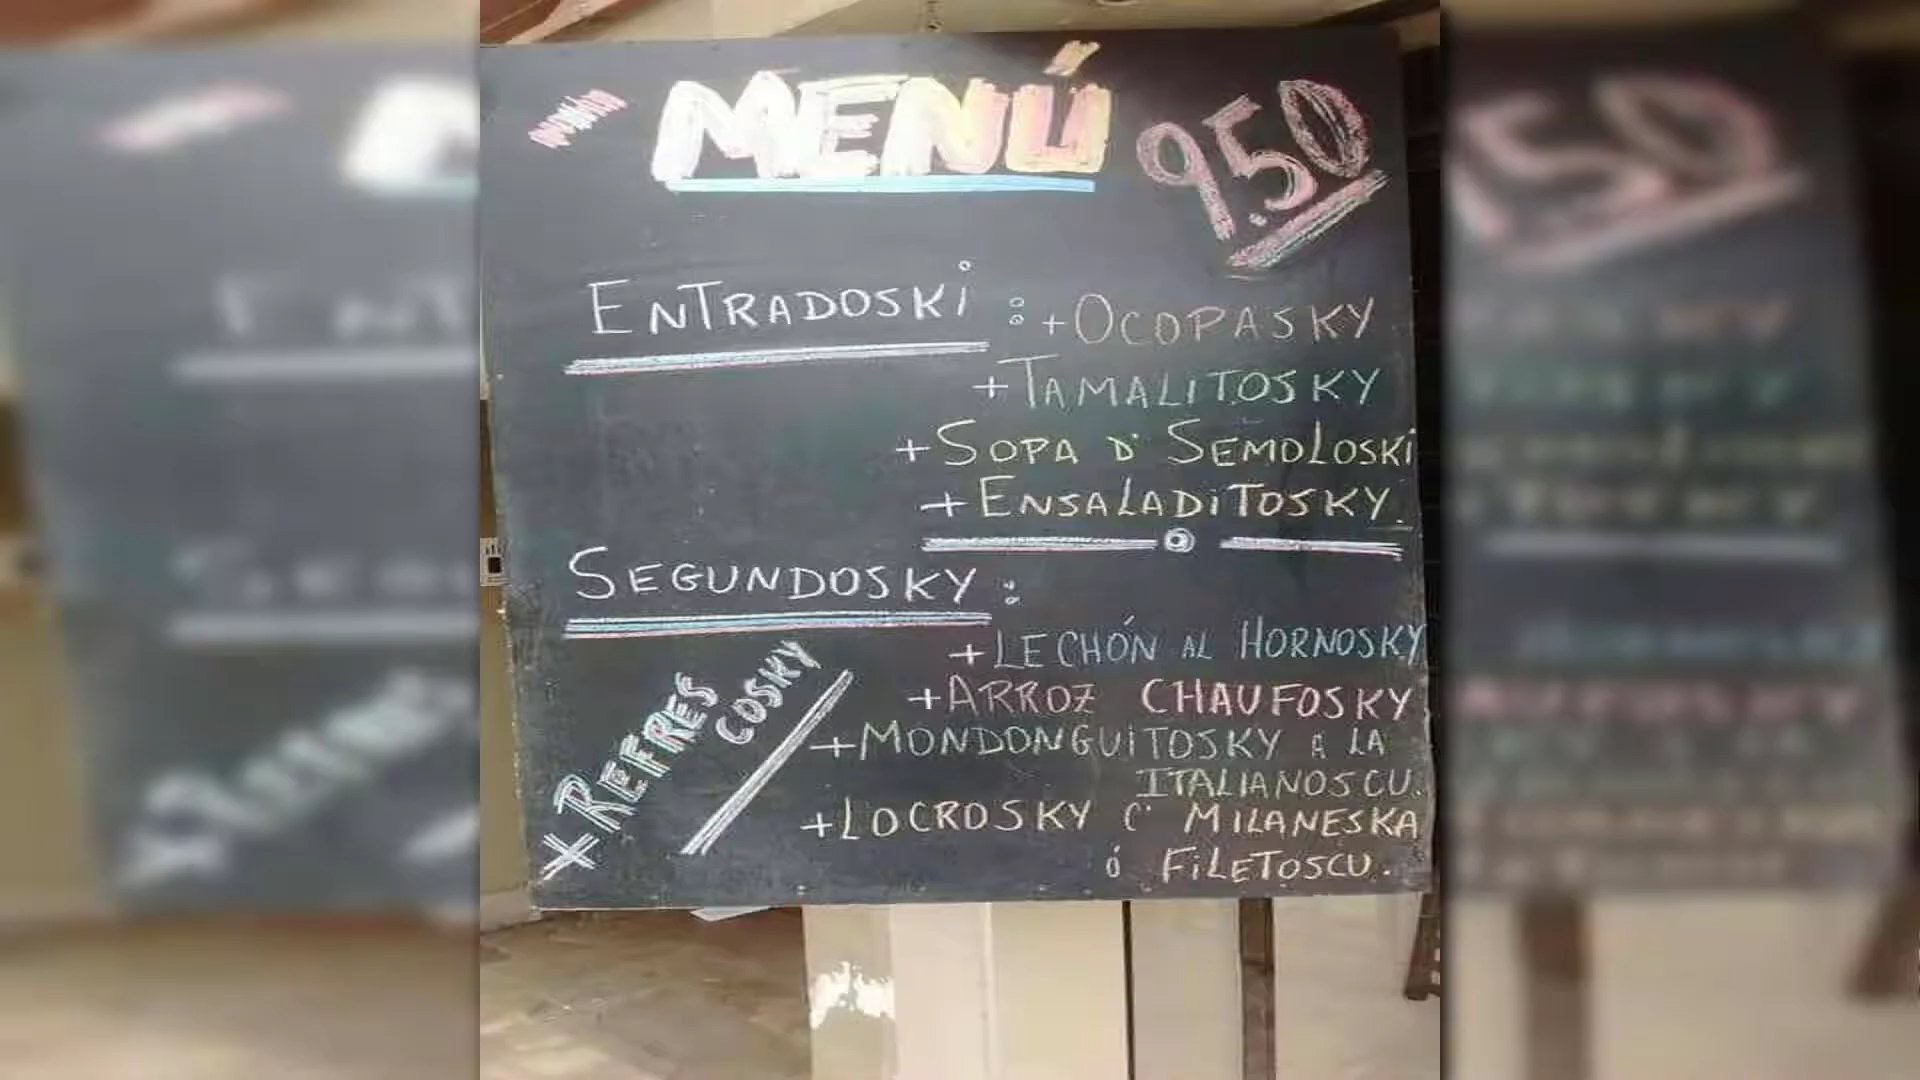 MENÚ 9.50
ENTRADOSKI : + OCOPASKY
+ TAMALITOSKY
+ SOPA D' SEMOLOSKI
+ ENSALADITOSKY.
SEGUNDOSKY :
+ LECHÓN AL HORNOSKY
+ ARROZ CHAUFOSKY
+ MONDONGUITOSKY A LA
ITALIANOSCU.
+ LOCROSKY C' MILANESKA
ó FILETOSCU.
+ REFRES
COSKY